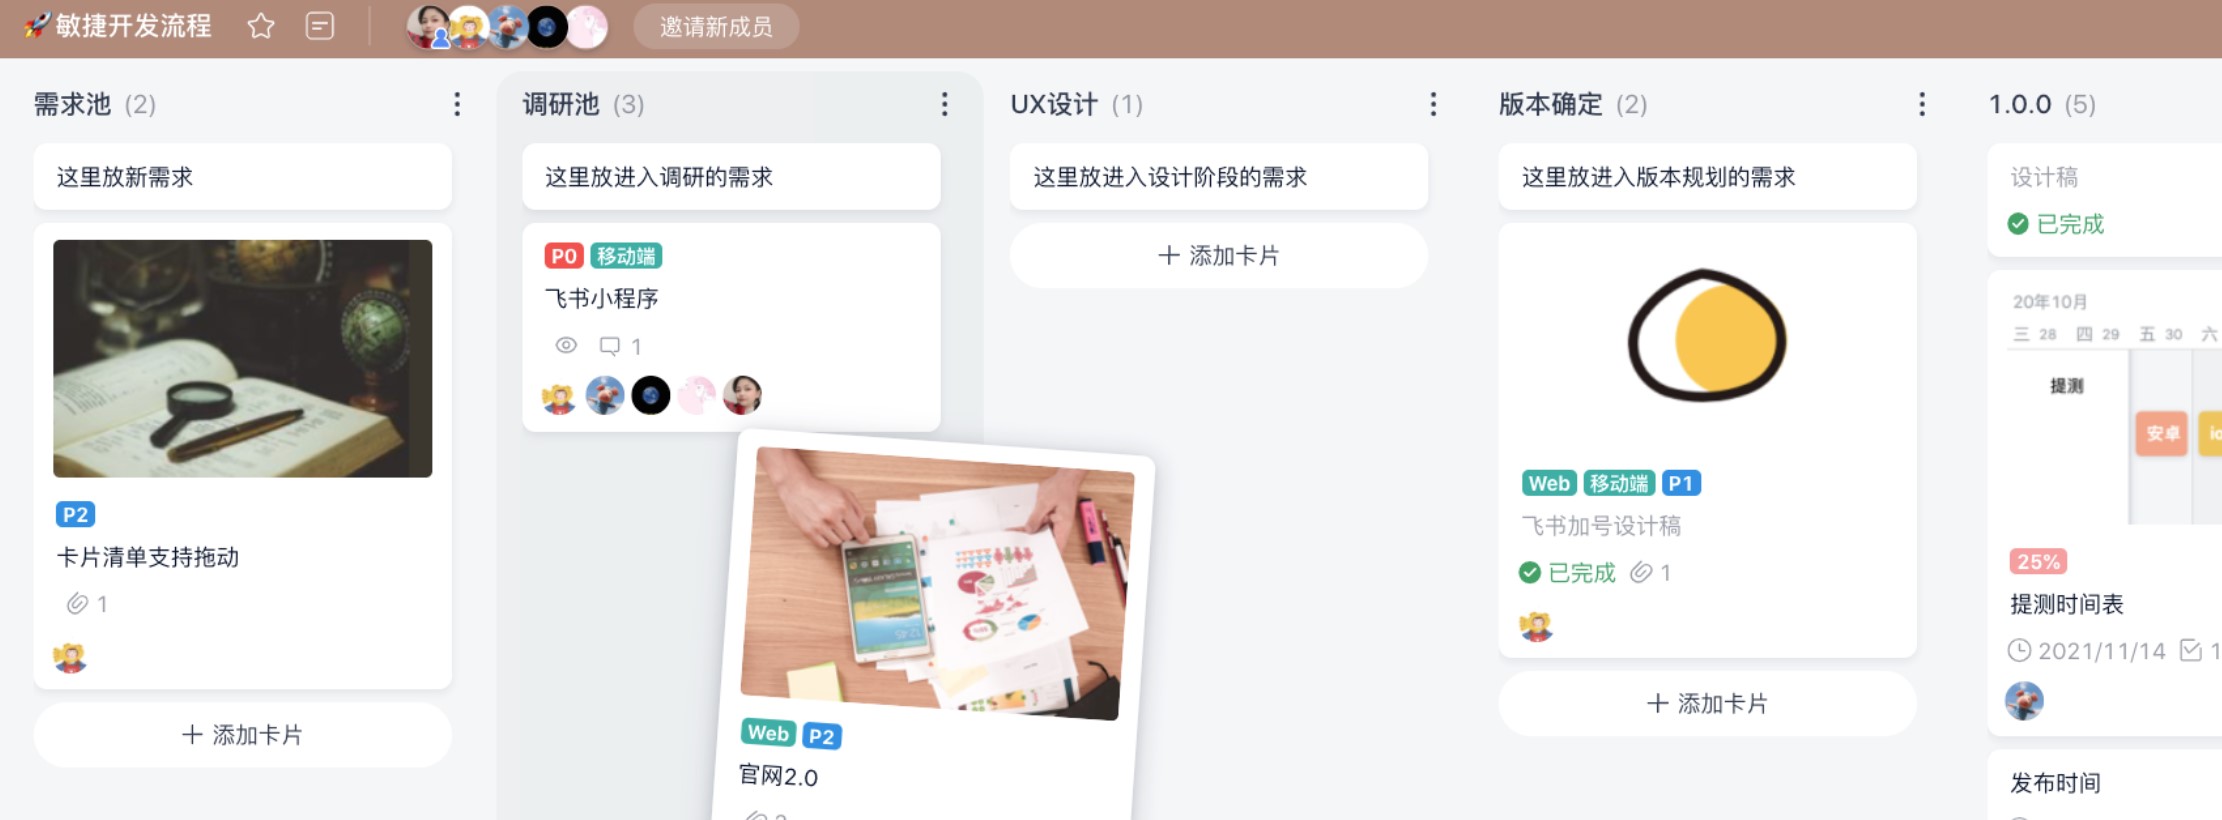 敏捷开发流程
邀请新成员
需求池 (2)
这里放新需求
P2
卡片清单支持拖动
1
+ 添加卡片
调研池 (3)
这里放进入调研的需求
P0 移动端
飞书小程序
1
Web P2
官网2.0
UX设计 (1)
这里放进入设计阶段的需求
+ 添加卡片
版本确定 (2)
这里放进入版本规划的需求
Web 移动端 P1
飞书加号设计稿
已完成 1
+ 添加卡片
1.0.0 (5)
设计稿
已完成
20年10月
三 28 四 29 五 30 六
提测
安卓
25%
提测时间表
2021/11/14 1
发布时间